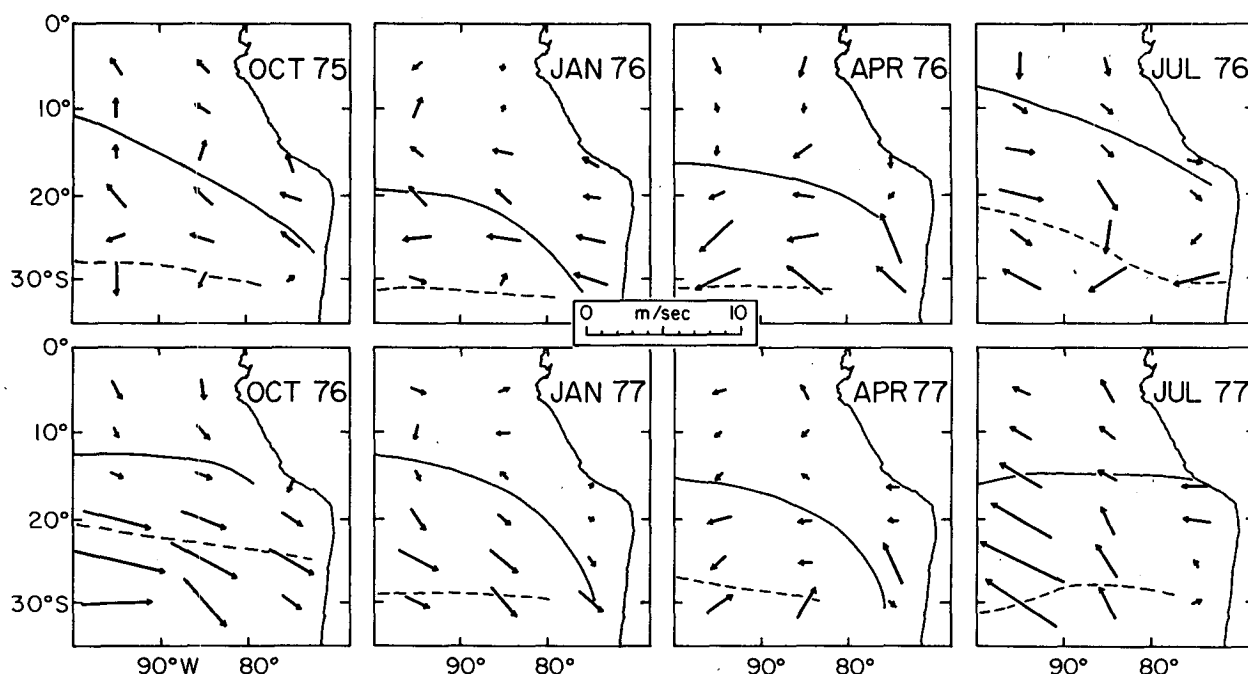 0°
10°
20°
30°S
OCT 75
JAN 76
APR 76
JUL 76
0 m/sec 10
0°
10°
20°
30°S
OCT 76
JAN 77
APR 77
JUL 77
90°W 80°
90° 80°
90° 80°
90° 80°